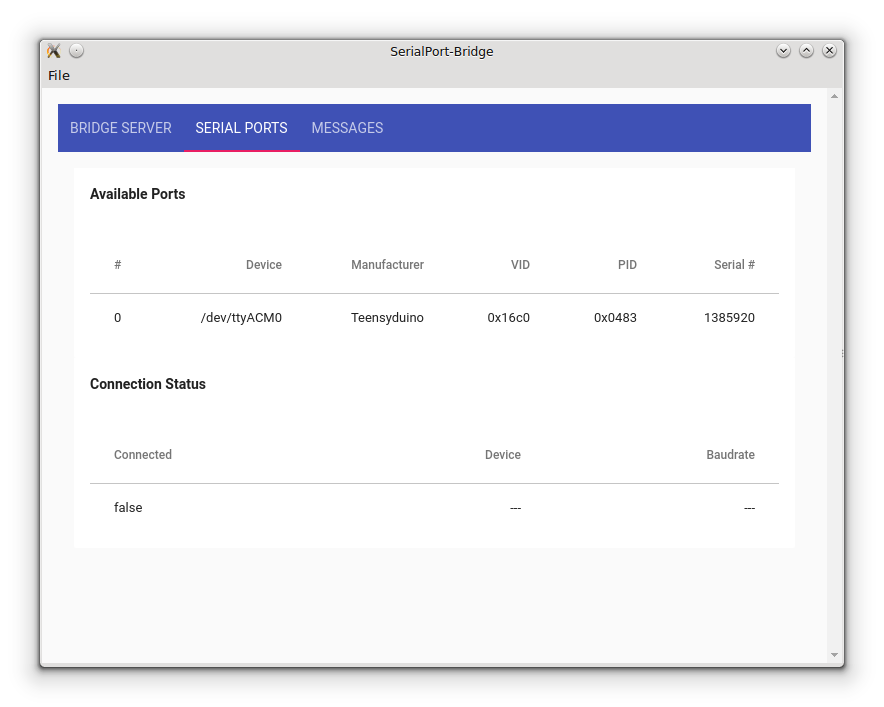 SerialPort-Bridge
File
BRIDGE SERVER SERIAL PORTS MESSAGES
Available Ports
# Device Manufacturer VID PID Serial #
0 /dev/ttyACM0 Teensyduino 0x16c0 0x0483 1385920
Connection Status
Connected Device Baudrate
false --- ---